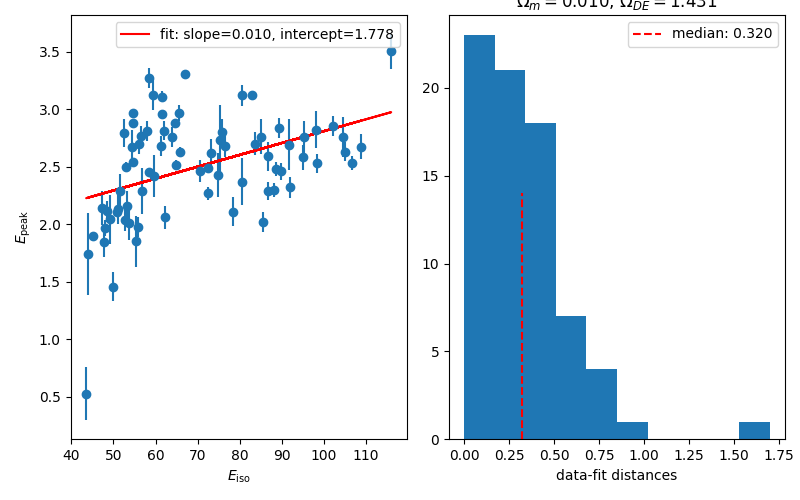 Ω_m = 0.010, Ω_DE = 1.431
fit: slope=0.010, intercept=1.778
median: 0.320
3.5
3.0
2.5
2.0
1.5
1.0
0.5
E_peak
40 50 60 70 80 90 100 110
E_iso
20
15
10
5
0
0.00 0.25 0.50 0.75 1.00 1.25 1.50 1.75
data-fit distances